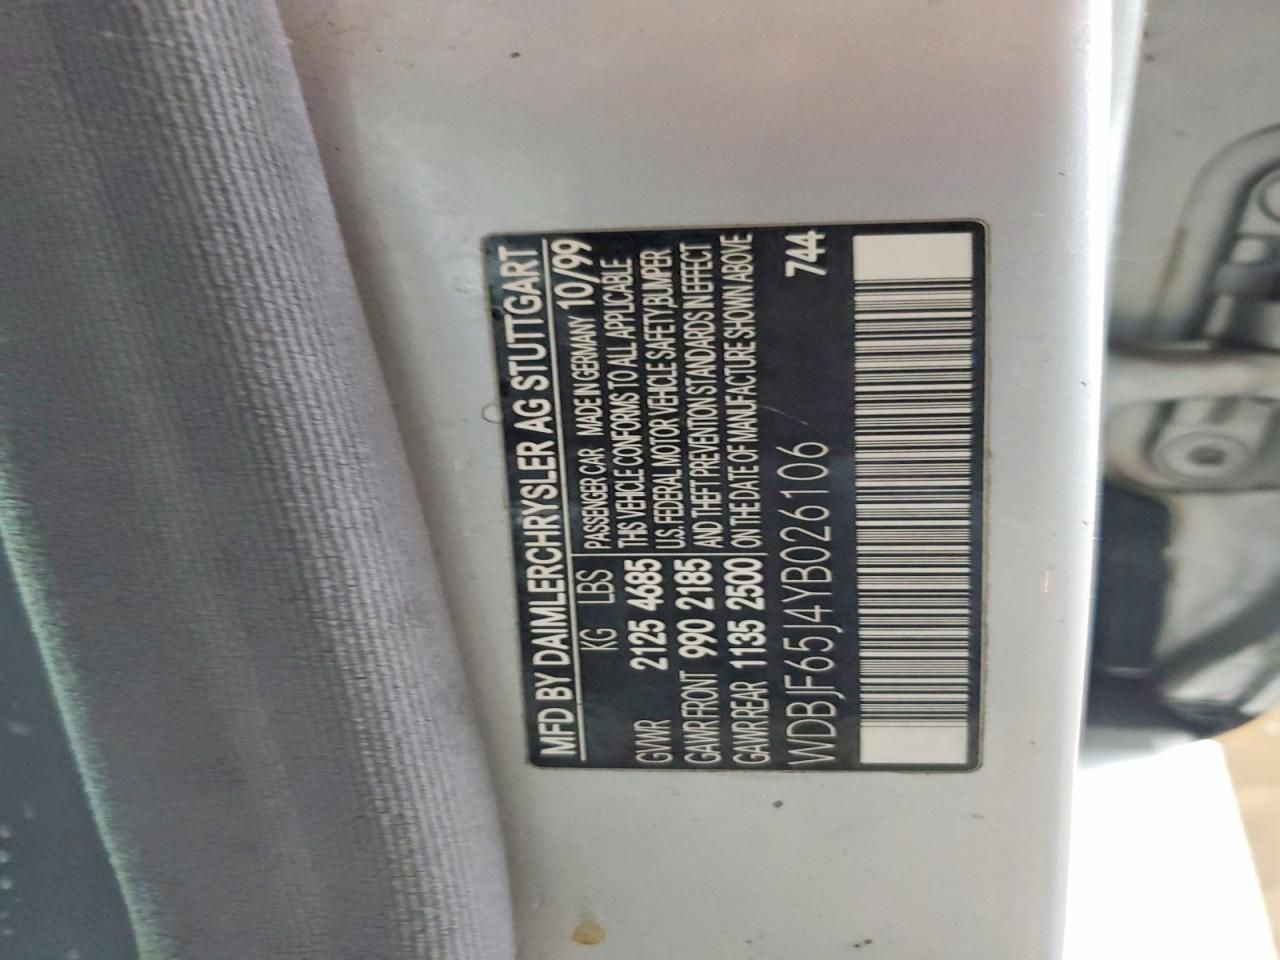 MFD BY DAIMLERCHRYSLER AG STUTTGART
KG LBS
GVWR 2125 4685
GAWR FRONT 990 2185
GAWR REAR 1135 2500
PASSENGER CAR MADE IN GERMANY 10/99
THIS VEHICLE CONFORMS TO ALL APPLICABLE
U.S. FEDERAL MOTOR VEHICLE SAFETY,BUMPER
AND THEFT PREVENTION STANDARDS IN EFFECT
ON THE DATE OF MANUFACTURE SHOWN ABOVE
WDBJF65J4YB026106 744